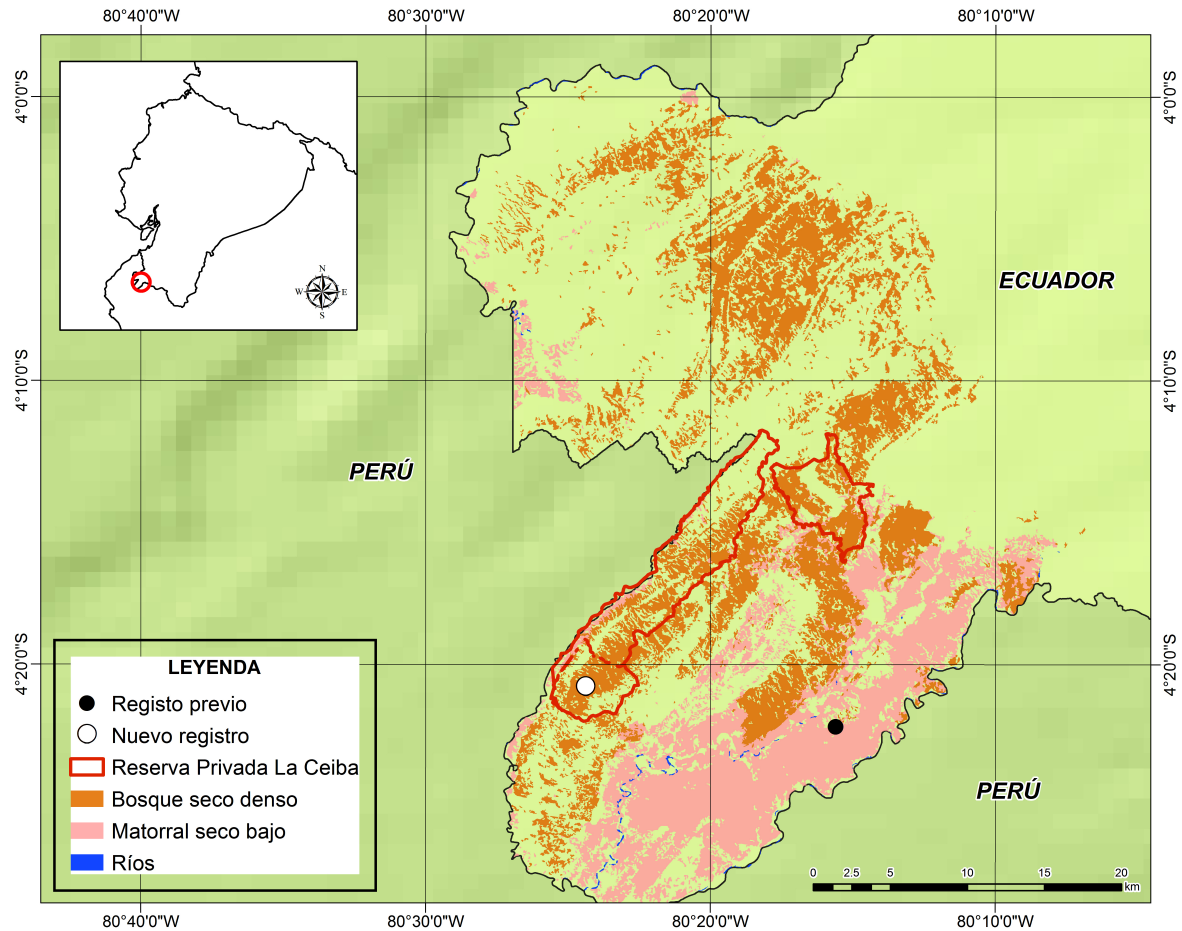 80°40'0"W 80°30'0"W 80°20'0"W 80°10'0"W
4°0'0"S
4°0'0"S
N
W E
S
ECUADOR
4°10'0"S
4°10'0"S
PERÚ
4°20'0"S
4°20'0"S
LEYENDA
Registo previo
Nuevo registro
Reserva Privada La Ceiba
Bosque seco denso
Matorral seco bajo
Ríos
PERÚ
0 2.5 5 10 15 20
km
80°40'0"W 80°30'0"W 80°20'0"W 80°10'0"W